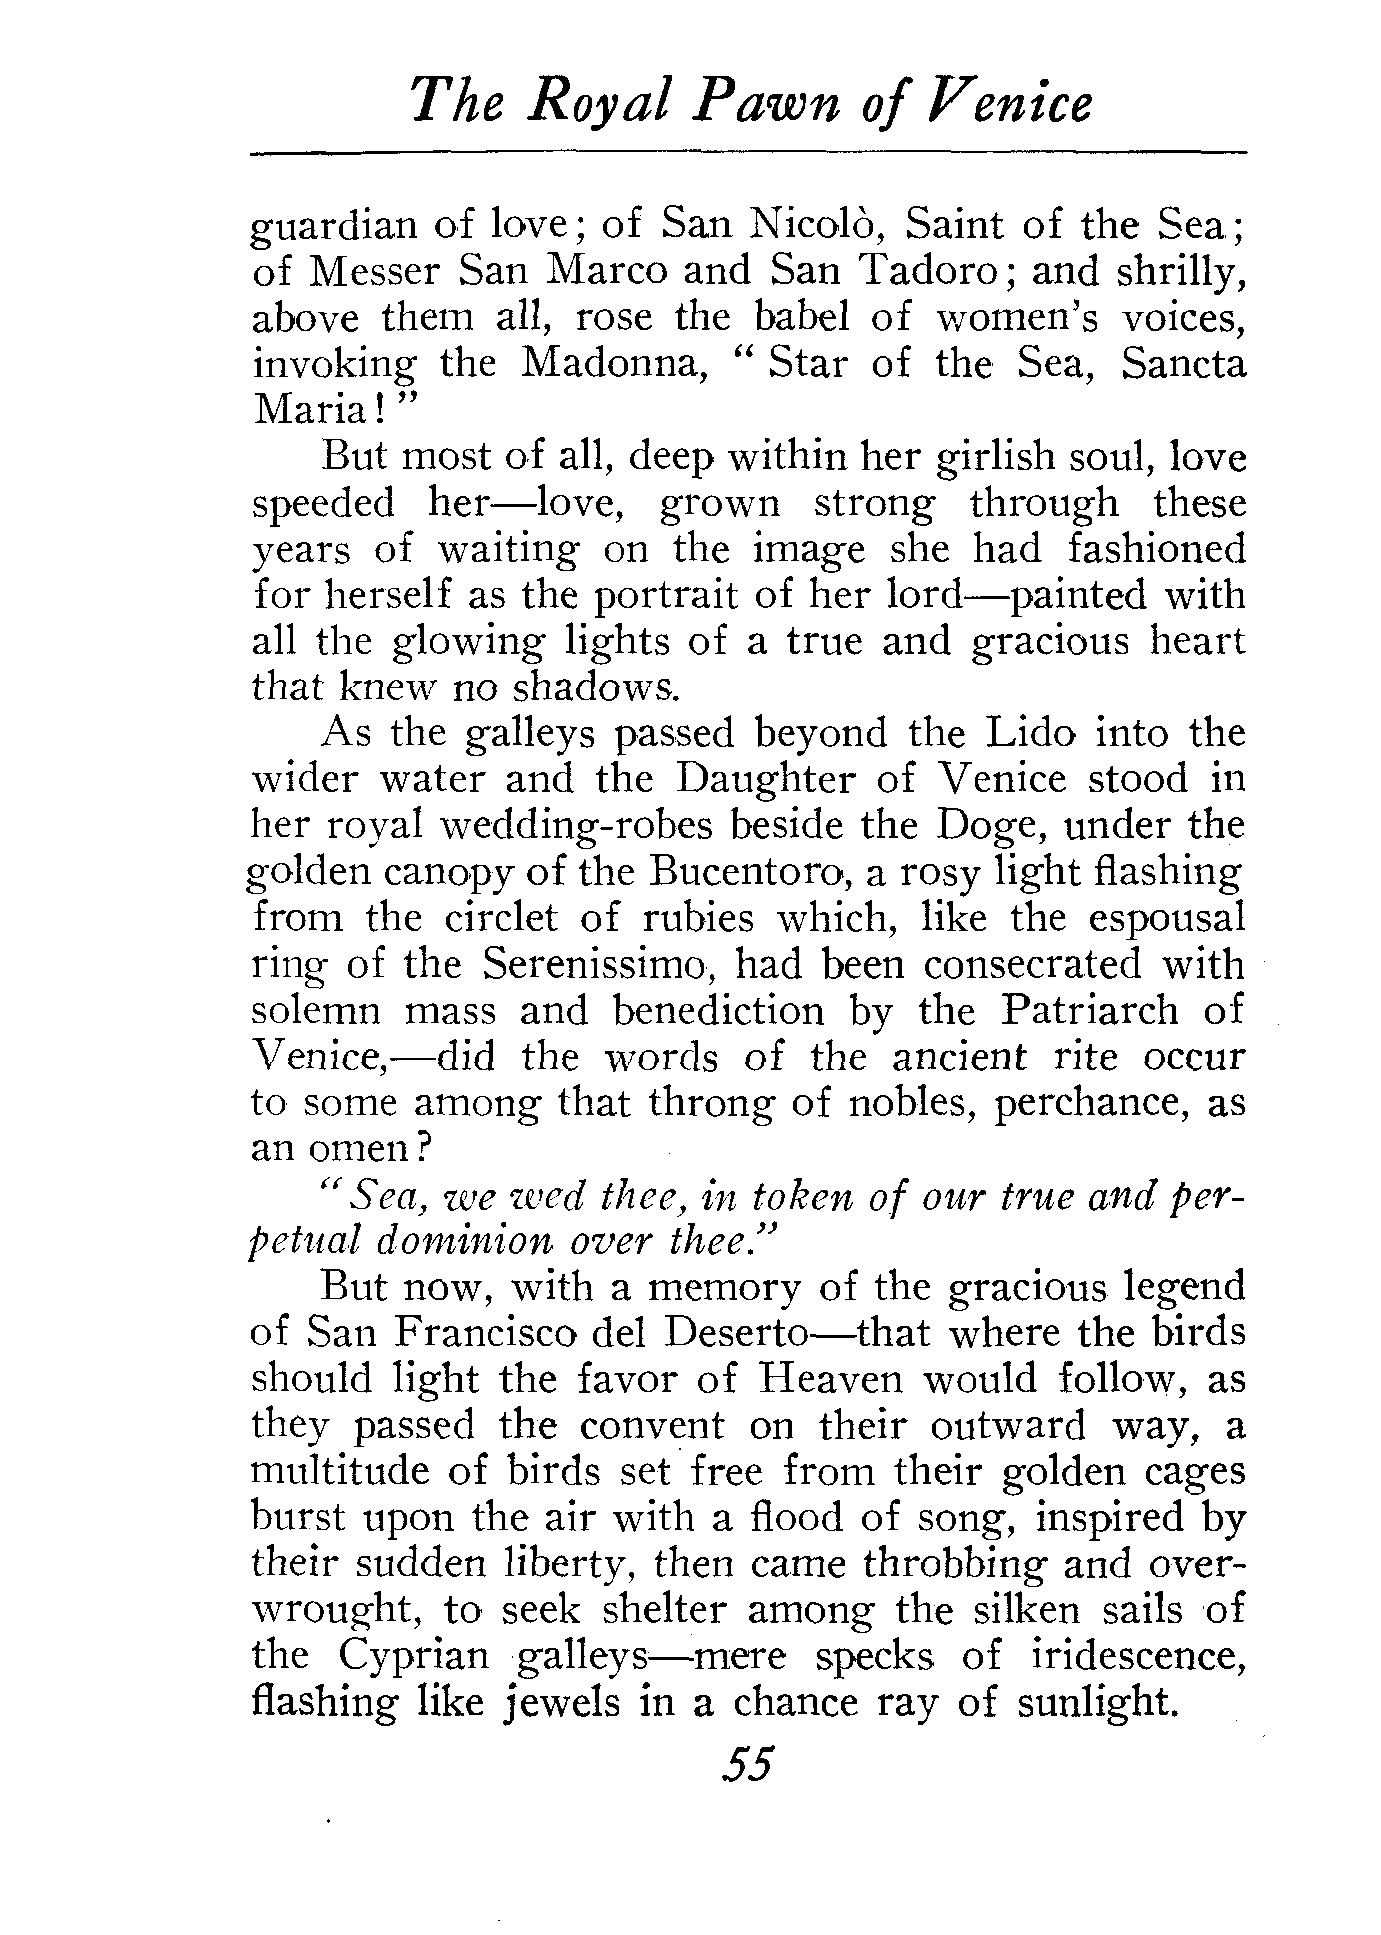 The Royal Pawn of Venice
guardian of love; of San Nicolò, Saint of the Sea;
of Messer San Marco and San Tadoro; and shrilly,
above them all, rose the babel of women's voices,
invoking the Madonna, " Star of the Sea, Sancta
Maria! "
But most of all, deep within her girlish soul, love
speeded her—love, grown strong through these
years of waiting on the image she had fashioned
for herself as the portrait of her lord—painted with
all the glowing lights of a true and gracious heart
that knew no shadows.
As the galleys passed beyond the Lido into the
wider water and the Daughter of Venice stood in
her royal wedding-robes beside the Doge, under the
golden canopy of the Bucentoro, a rosy light flashing
from the circlet of rubies which, like the espousal
ring of the Serenissimo, had been consecrated with
solemn mass and benediction by the Patriarch of
Venice,—did the words of the ancient rite occur
to some among that throng of nobles, perchance, as
an omen?
" Sea, we wed thee, in token of our true and per-
petual dominion over thee."
But now, with a memory of the gracious legend
of San Francisco del Deserto—that where the birds
should light the favor of Heaven would follow, as
they passed the convent on their outward way, a
multitude of birds set free from their golden cages
burst upon the air with a flood of song, inspired by
their sudden liberty, then came throbbing and over-
wrought, to seek shelter among the silken sails of
the Cyprian galleys—mere specks of iridescence,
flashing like jewels in a chance ray of sunlight.
55